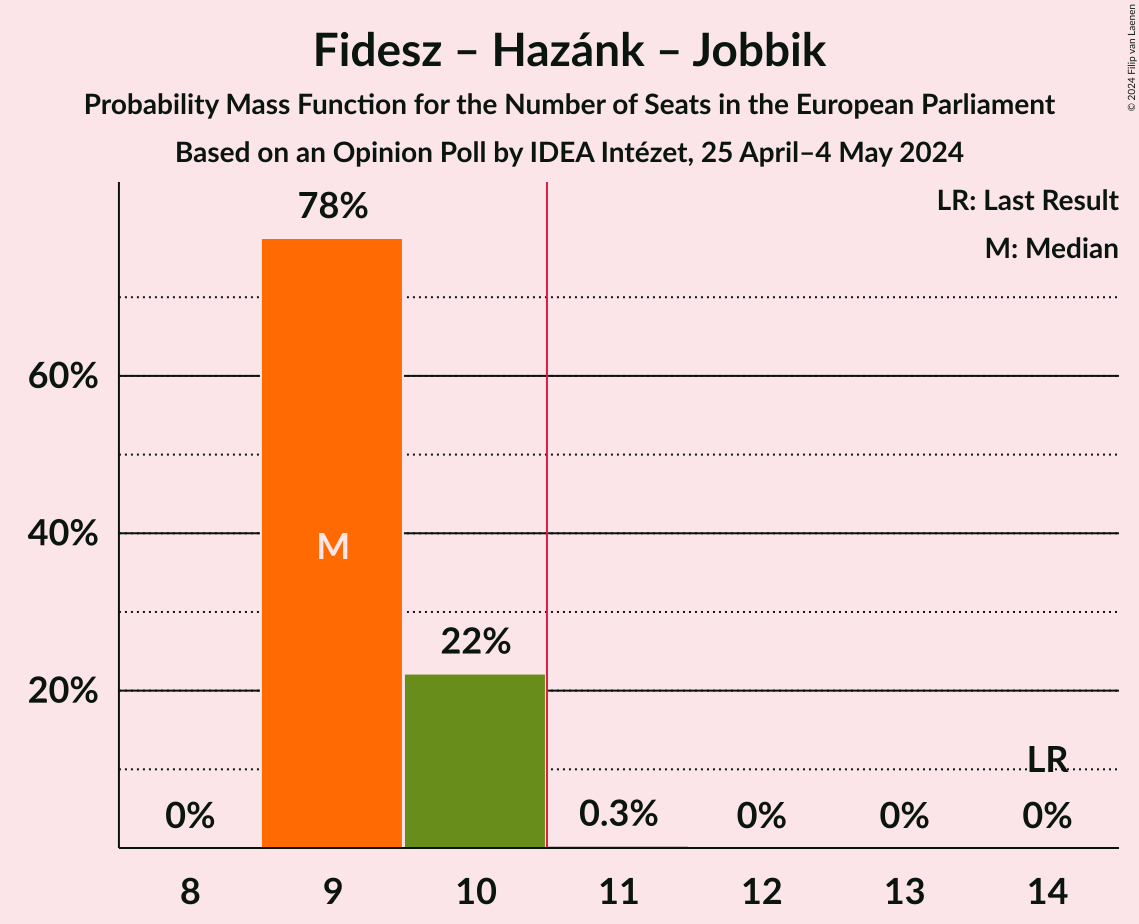 Fidesz – Hazánk – Jobbik
Probability Mass Function for the Number of Seats in the European Parliament
Based on an Opinion Poll by IDEA Intézet, 25 April–4 May 2024
© 2024 Filip van Laenen
LR: Last Result
M: Median
78%
60%
40%
M
22%
20%
LR
0%
0.3%
0%
0%
0%
8
9
10
11
12
13
14